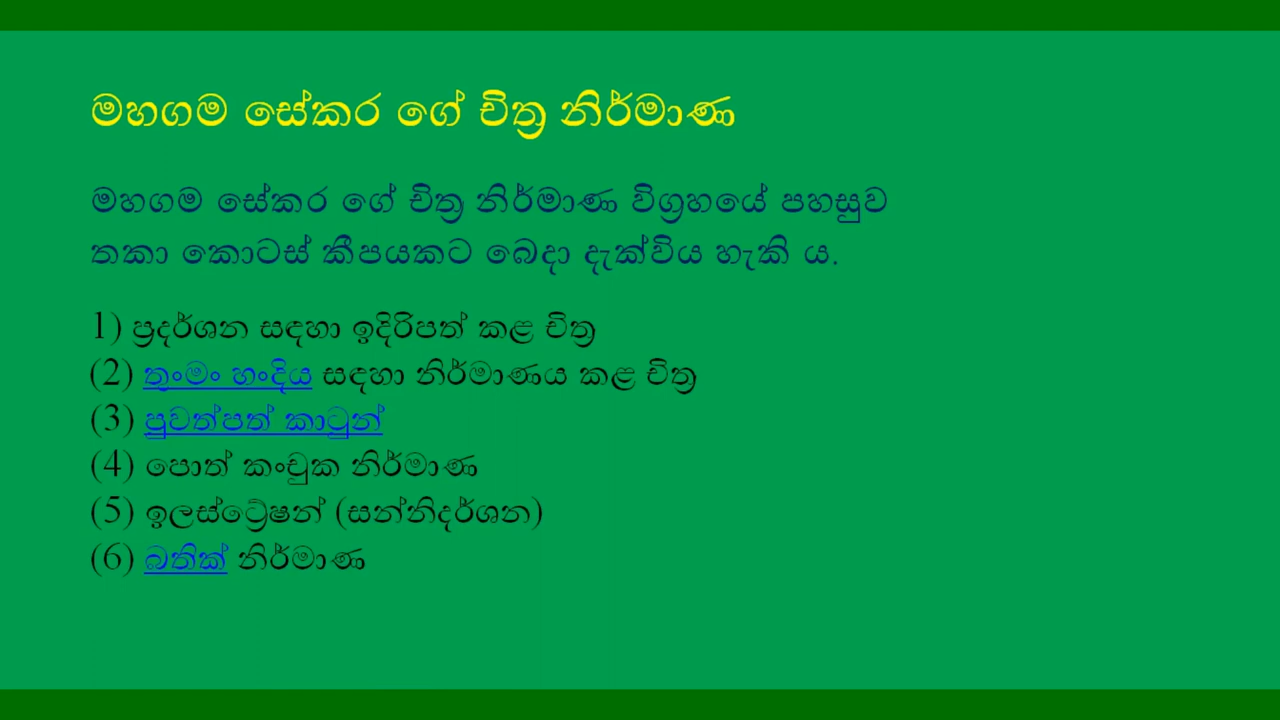 මහගම සේකර ගේ චිත්‍ර නිර්මාණ
මහගම සේකර ගේ චිත්‍ර නිර්මාණ විග්‍රහයේ පහසුව
තකා කොටස් කීපයකට බෙදා දැක්විය හැකි ය.
1) ප්‍රදර්ශන සඳහා ඉදිරිපත් කළ චිත්‍ර
(2) තුංමං හංදිය සඳහා නිර්මාණය කළ චිත්‍ර
(3) පුවත්පත් කාටුන්
(4) පොත් කංචුක නිර්මාණ
(5) ඉලස්ට්‍රේෂන් (සන්නිදර්ශන)
(6) බතික් නිර්මාණ